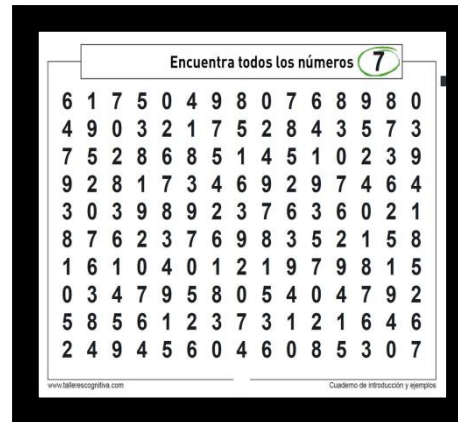 Encuentra todos los números 7
6 1 7 5 0 4 9 8 0 7 6 8 9 8 0
4 9 0 3 2 1 7 5 2 8 4 3 5 7 3
7 5 2 8 6 8 5 1 4 5 1 0 2 3 9
9 2 8 1 7 3 4 6 9 2 9 7 4 6 4
3 0 3 9 8 9 2 3 7 6 3 6 0 2 1
8 7 6 2 3 7 6 9 8 3 5 2 1 5 8
1 6 1 0 4 0 1 2 1 9 7 9 8 1 5
0 3 4 7 9 5 8 0 5 4 0 4 7 9 2
5 8 5 6 1 2 3 7 3 1 2 1 6 4 6
2 4 9 4 5 6 0 4 6 0 8 5 3 0 7
www.tallerescognitiva.com
Cuaderno de introducción y ejemplos